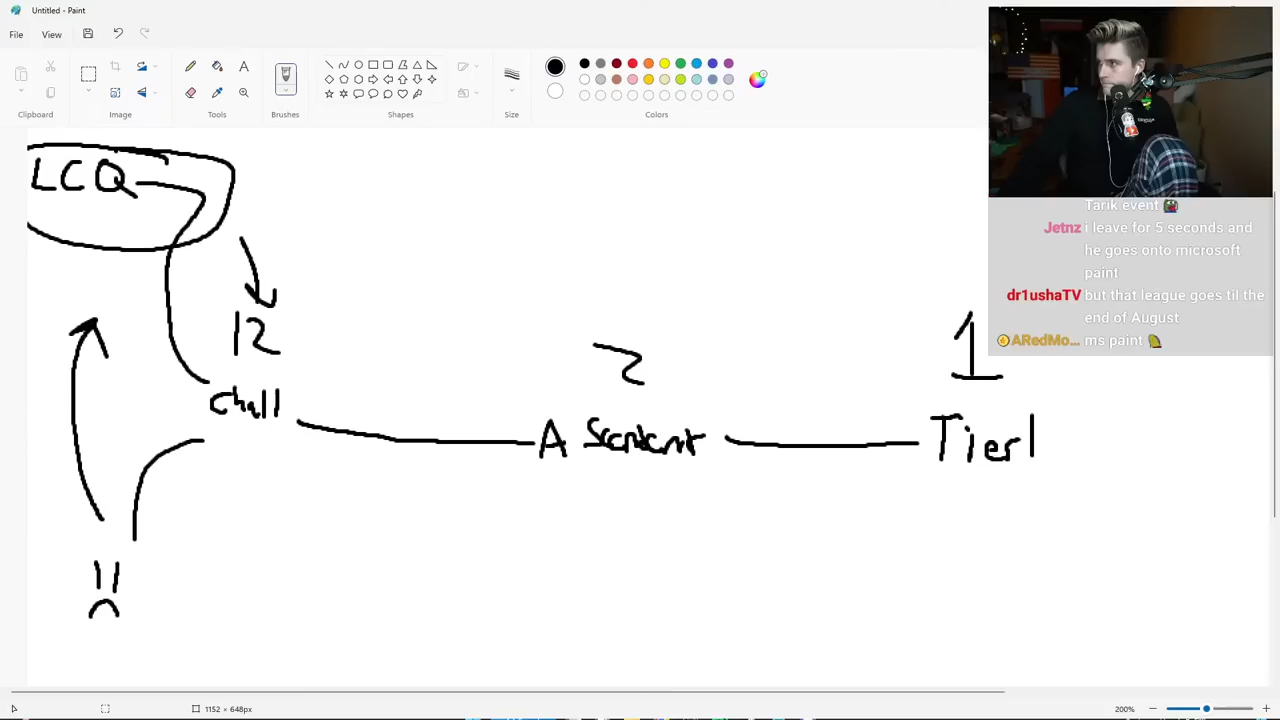 Untitled - Paint
File
View
Clipboard
Image
Tools
Brushes
Shapes
Size
Colors
Tarik event
Jetnz i leave for 5 seconds and
he goes onto microsoft
paint
dr1ushaTV but that league goes til the
end of August
ARedMo... ms paint
LCQ
12
2
1
chall
A
Tier1
1152 × 648px
200%